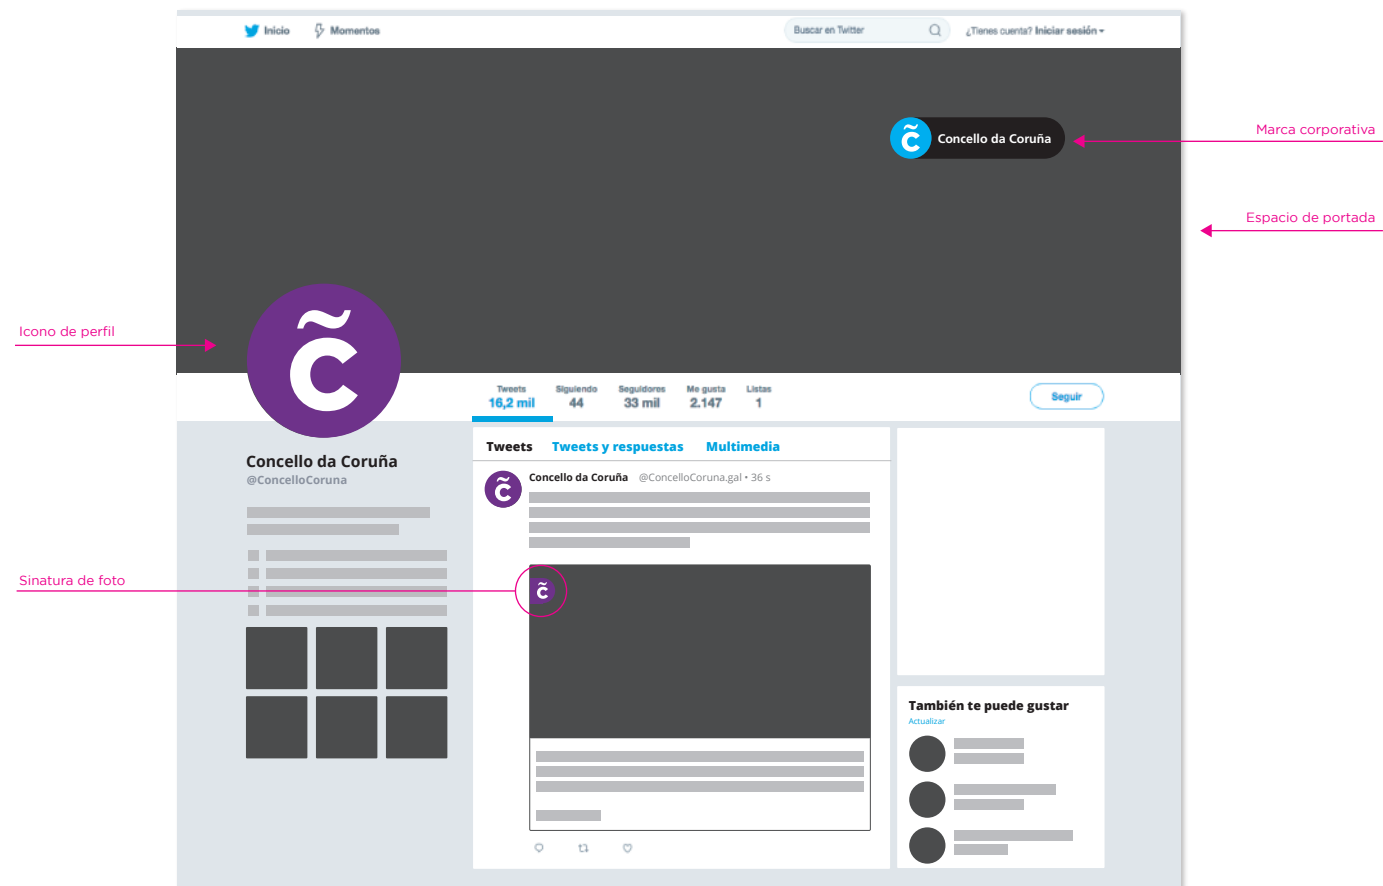 Inicio
Momentos
Buscar en Twitter
¿Tienes cuenta? Iniciar sesión
c̃ Concello da Coruña
Marca corporativa
Espacio de portada
Icono de perfil
c̃
Tweets Siguiendo Seguidores Me gusta Listas
16,2 mil 44 33 mil 2.147 1
Seguir
Concello da Coruña
@ConcelloCoruna
Tweets Tweets y respuestas Multimedia
c̃
Concello da Coruña @ConcelloCoruna.gal • 36 s
Sinatura de foto
c̃
También te puede gustar
Actualizar